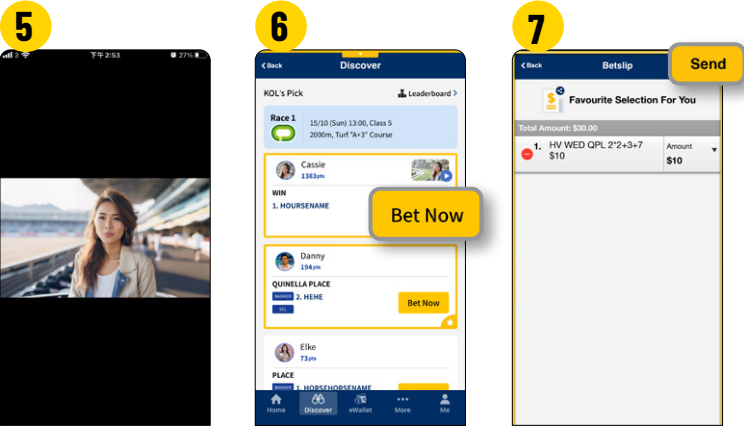 5
3
下午2:53
27%
6
Back
Discover
KOL's Pick
Leaderboard
Race 1
15/10 (Sun) 13:00, Class 5
2000m, Turf "A+3" Course
Cassie
1383pts
WIN
1. HOURSENAME
Bet Now
Danny
194pts
QUINELLA PLACE
BANKER 2. HEHE
SEL
Bet Now
Elke
73pts
PLACE
BANKER 1. HORSEHORSENAME
Home
Discover
eWallet
More
Me
7
Back
Betslip
Send
$
Favourite Selection For You
Total Amount: $30.00
1. HV WED QPL 2*2+3+7
$10
Amount
$10